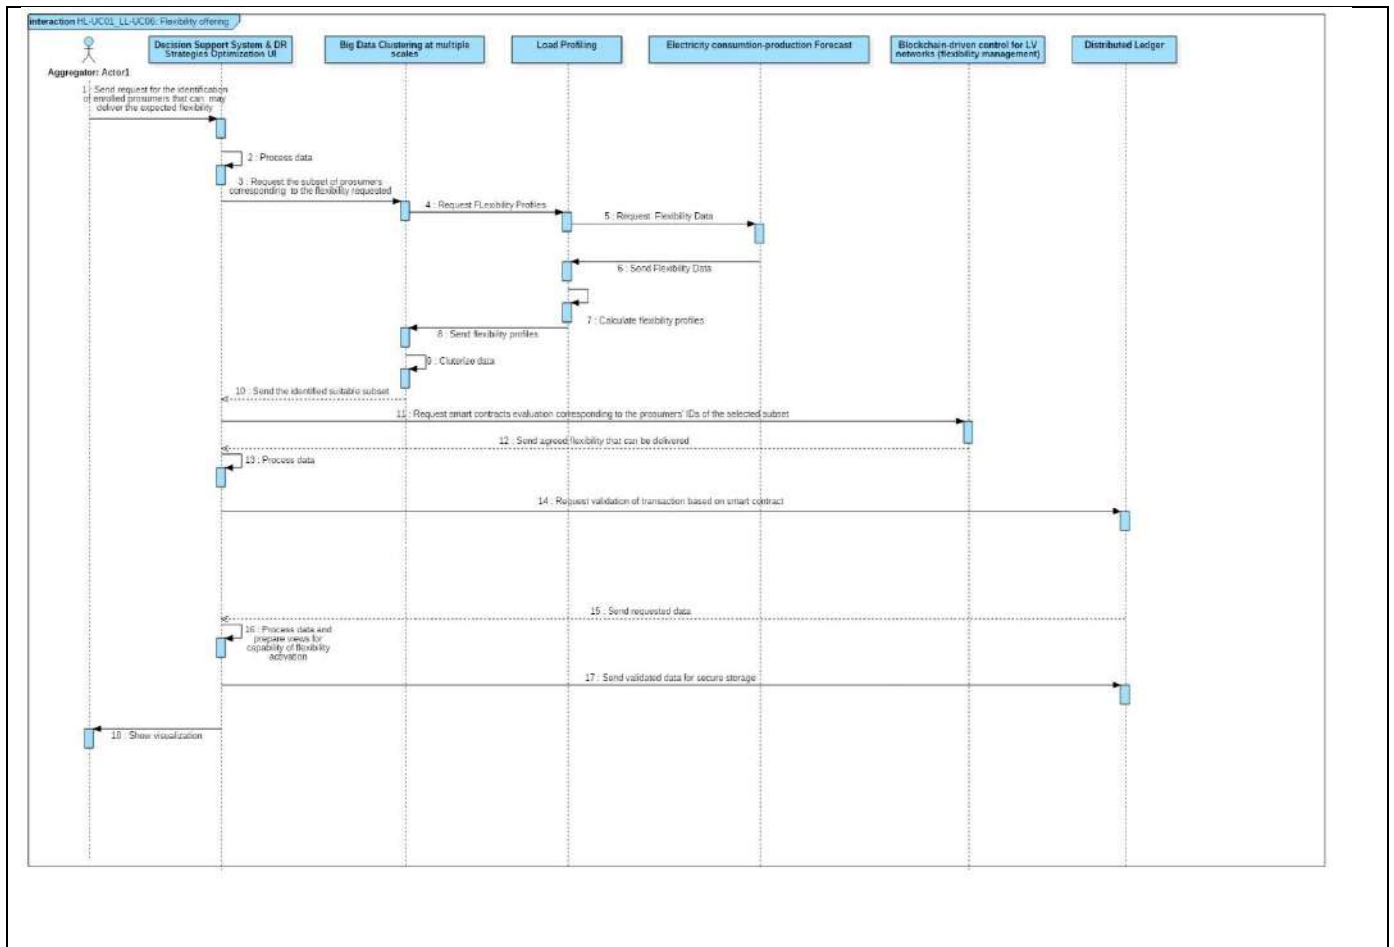 interaction HL-UC01_LL-UC06: Flexibility offering
Aggregator: Actor1
Decision Support System & DR
Strategies Optimization UI
Big Data Clustering at multiple
scales
Load Profiling
Electricity consumtion-production Forecast
Blockchain-driven control for LV
networks (flexibility management)
Distributed Ledger
1 : Send request for the identification
of enrolled prosumers that can may
deliver the expected flexibility
2 : Process data
3 : Request the subset of prosumers
corresponding to the flexibility requested
4 : Request FLexibility Profiles
5 : Request Flexibility Data
6 : Send Flexibility Data
7 : Calculate flexibility profiles
8 : Send flexibility profiles
9 : Cluterize data
10 : Send the identified suitable subset
11 : Request smart contracts evaluation corresponding to the prosumers' IDs of the selected subset
12 : Send agreed flexibility that can be delivered
13 : Process data
14 : Request validation of transaction based on smart contract
15 : Send requested data
16 : Process data and
prepare views for
capability of flexibility
activation
17 : Send validated data for secure storage
18 : Show visualization